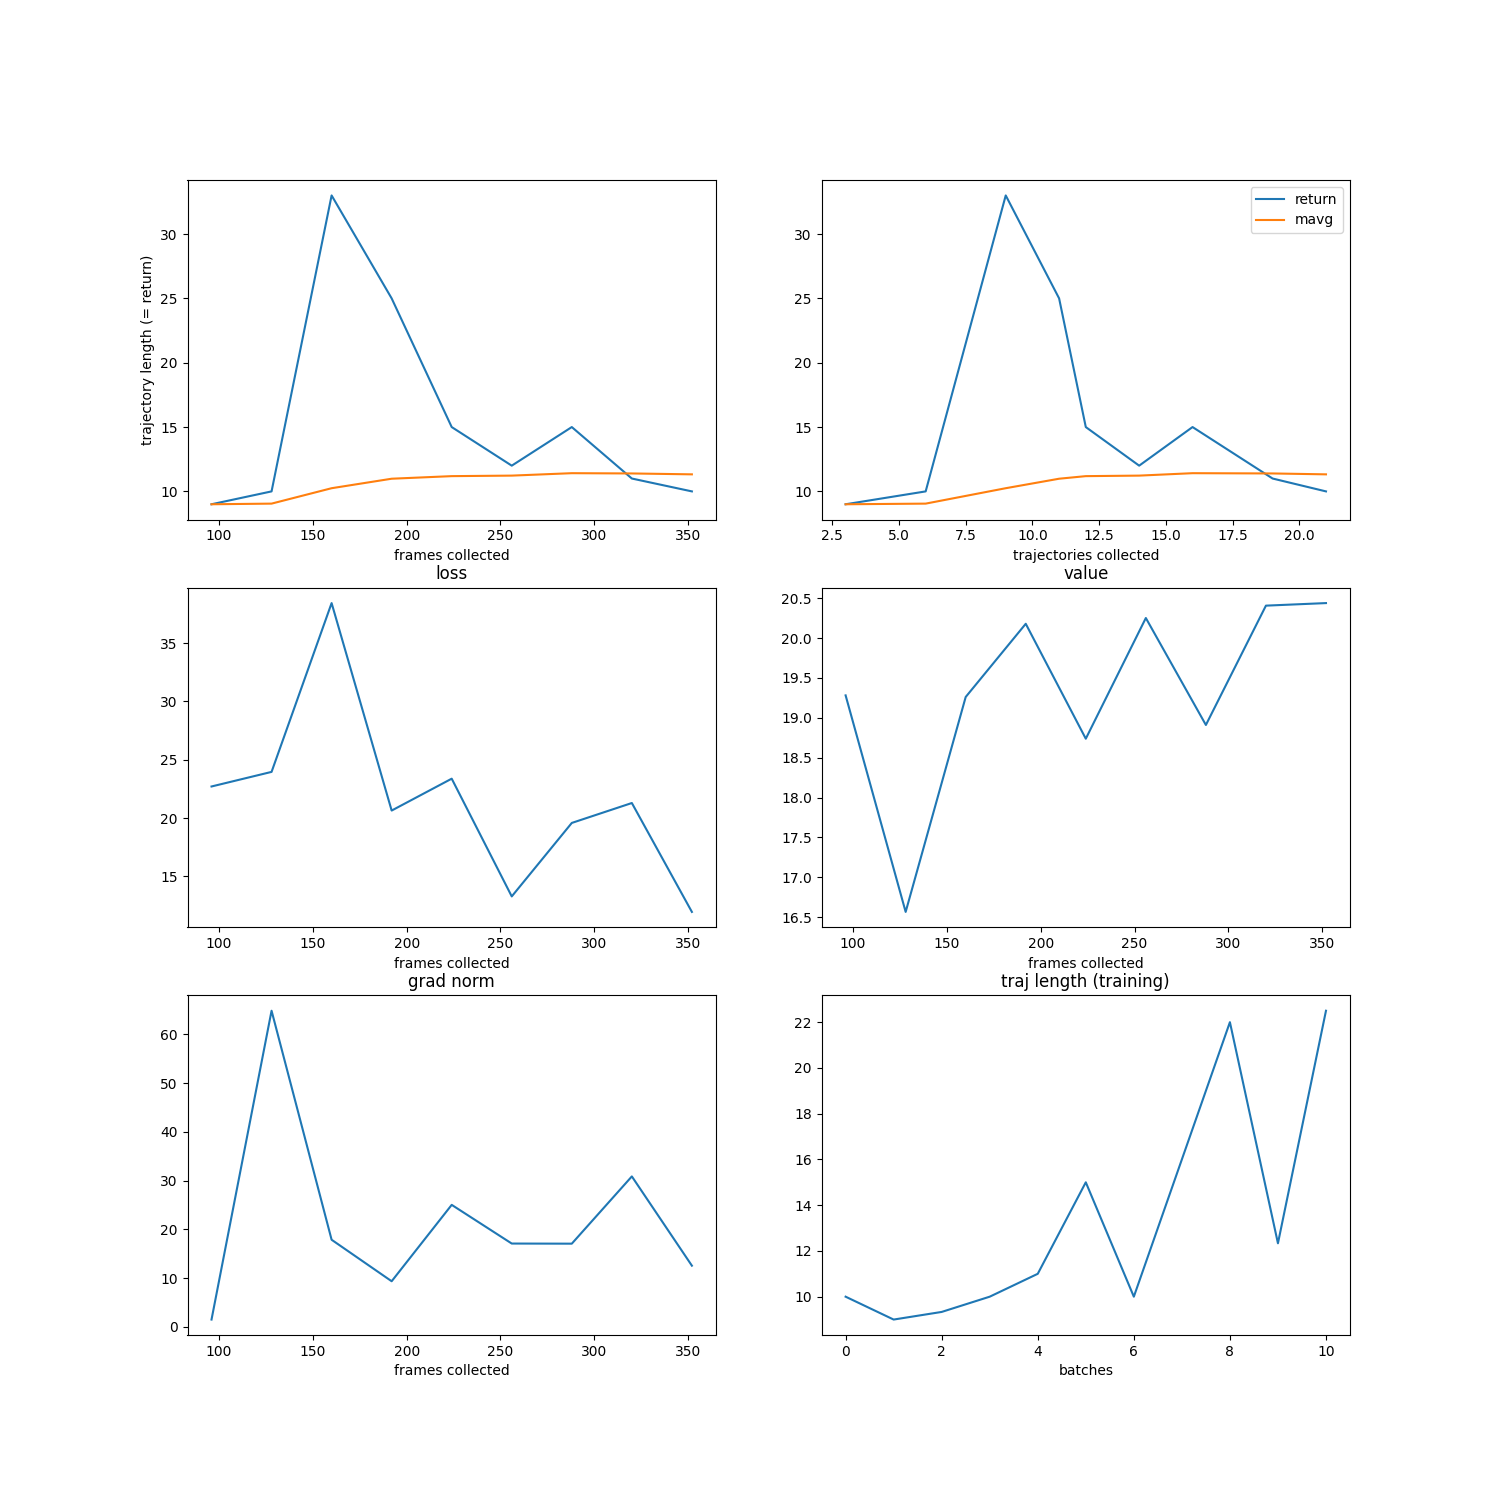 trajectory length (= return)
30
25
20
15
10
100 150 200 250 300 350
frames collected
return
mavg
30
25
20
15
10
2.5 5.0 7.5 10.0 12.5 15.0 17.5 20.0
trajectories collected
loss
35
30
25
20
15
100 150 200 250 300 350
frames collected
value
20.5
20.0
19.5
19.0
18.5
18.0
17.5
17.0
16.5
100 150 200 250 300 350
frames collected
grad norm
60
50
40
30
20
10
0
100 150 200 250 300 350
frames collected
traj length (training)
22
20
18
16
14
12
10
0 2 4 6 8 10
batches